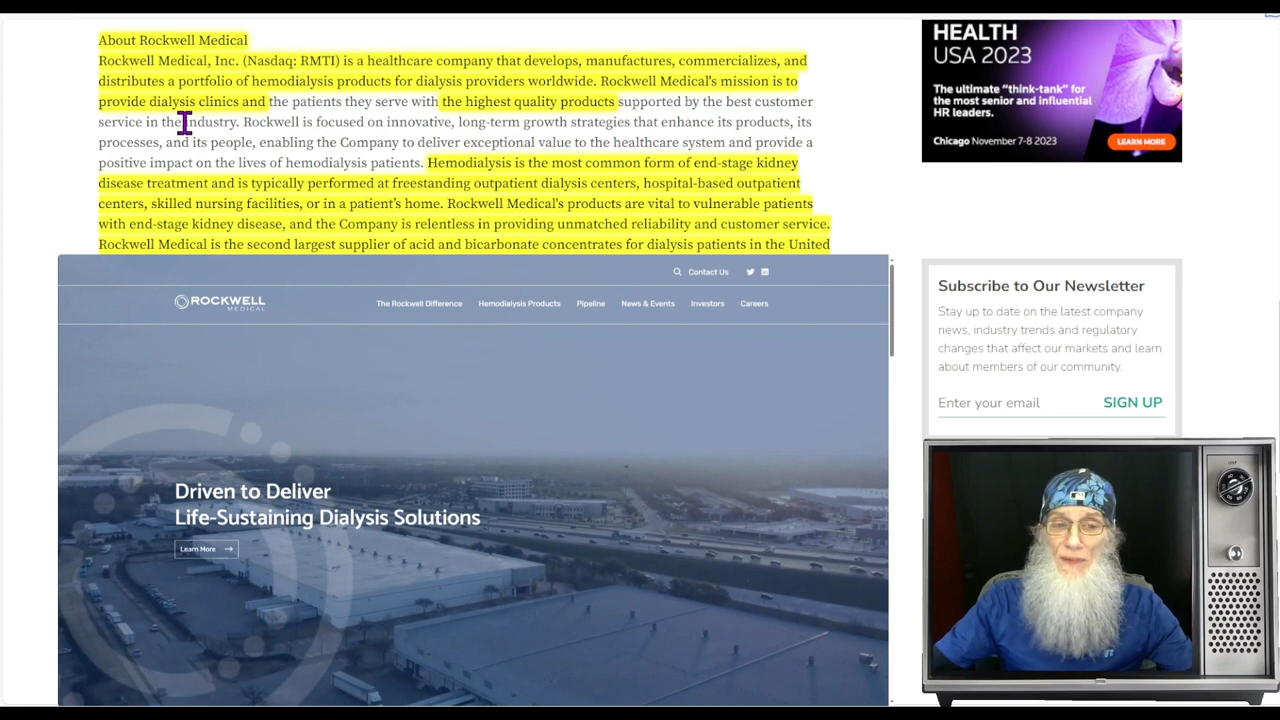 About Rockwell Medical
Rockwell Medical, Inc. (Nasdaq: RMTI) is a healthcare company that develops, manufactures, commercializes, and
distributes a portfolio of hemodialysis products for dialysis providers worldwide. Rockwell Medical's mission is to
provide dialysis clinics and the patients they serve with the highest quality products supported by the best customer
service in the industry. Rockwell is focused on innovative, long-term growth strategies that enhance its products, its
processes, and its people, enabling the Company to deliver exceptional value to the healthcare system and provide a
positive impact on the lives of hemodialysis patients. Hemodialysis is the most common form of end-stage kidney
disease treatment and is typically performed at freestanding outpatient dialysis centers, hospital-based outpatient
centers, skilled nursing facilities, or in a patient's home. Rockwell Medical's products are vital to vulnerable patients
with end-stage kidney disease, and the Company is relentless in providing unmatched reliability and customer service.
Rockwell Medical is the second largest supplier of acid and bicarbonate concentrates for dialysis patients in the United
HEALTH
USA 2023
The ultimate "think-tank" for
the most senior and influential
HR leaders.
Chicago November 7-8 2023
LEARN MORE
Contact Us
ROCKWELL
MEDICAL
The Rockwell Difference
Hemodialysis Products
Pipeline
News & Events
Investors
Careers
Driven to Deliver
Life-Sustaining Dialysis Solutions
Learn More
Subscribe to Our Newsletter
Stay up to date on the latest company
news, industry trends and regulatory
changes that affect our markets and learn
about members of our community.
Enter your email
SIGN UP